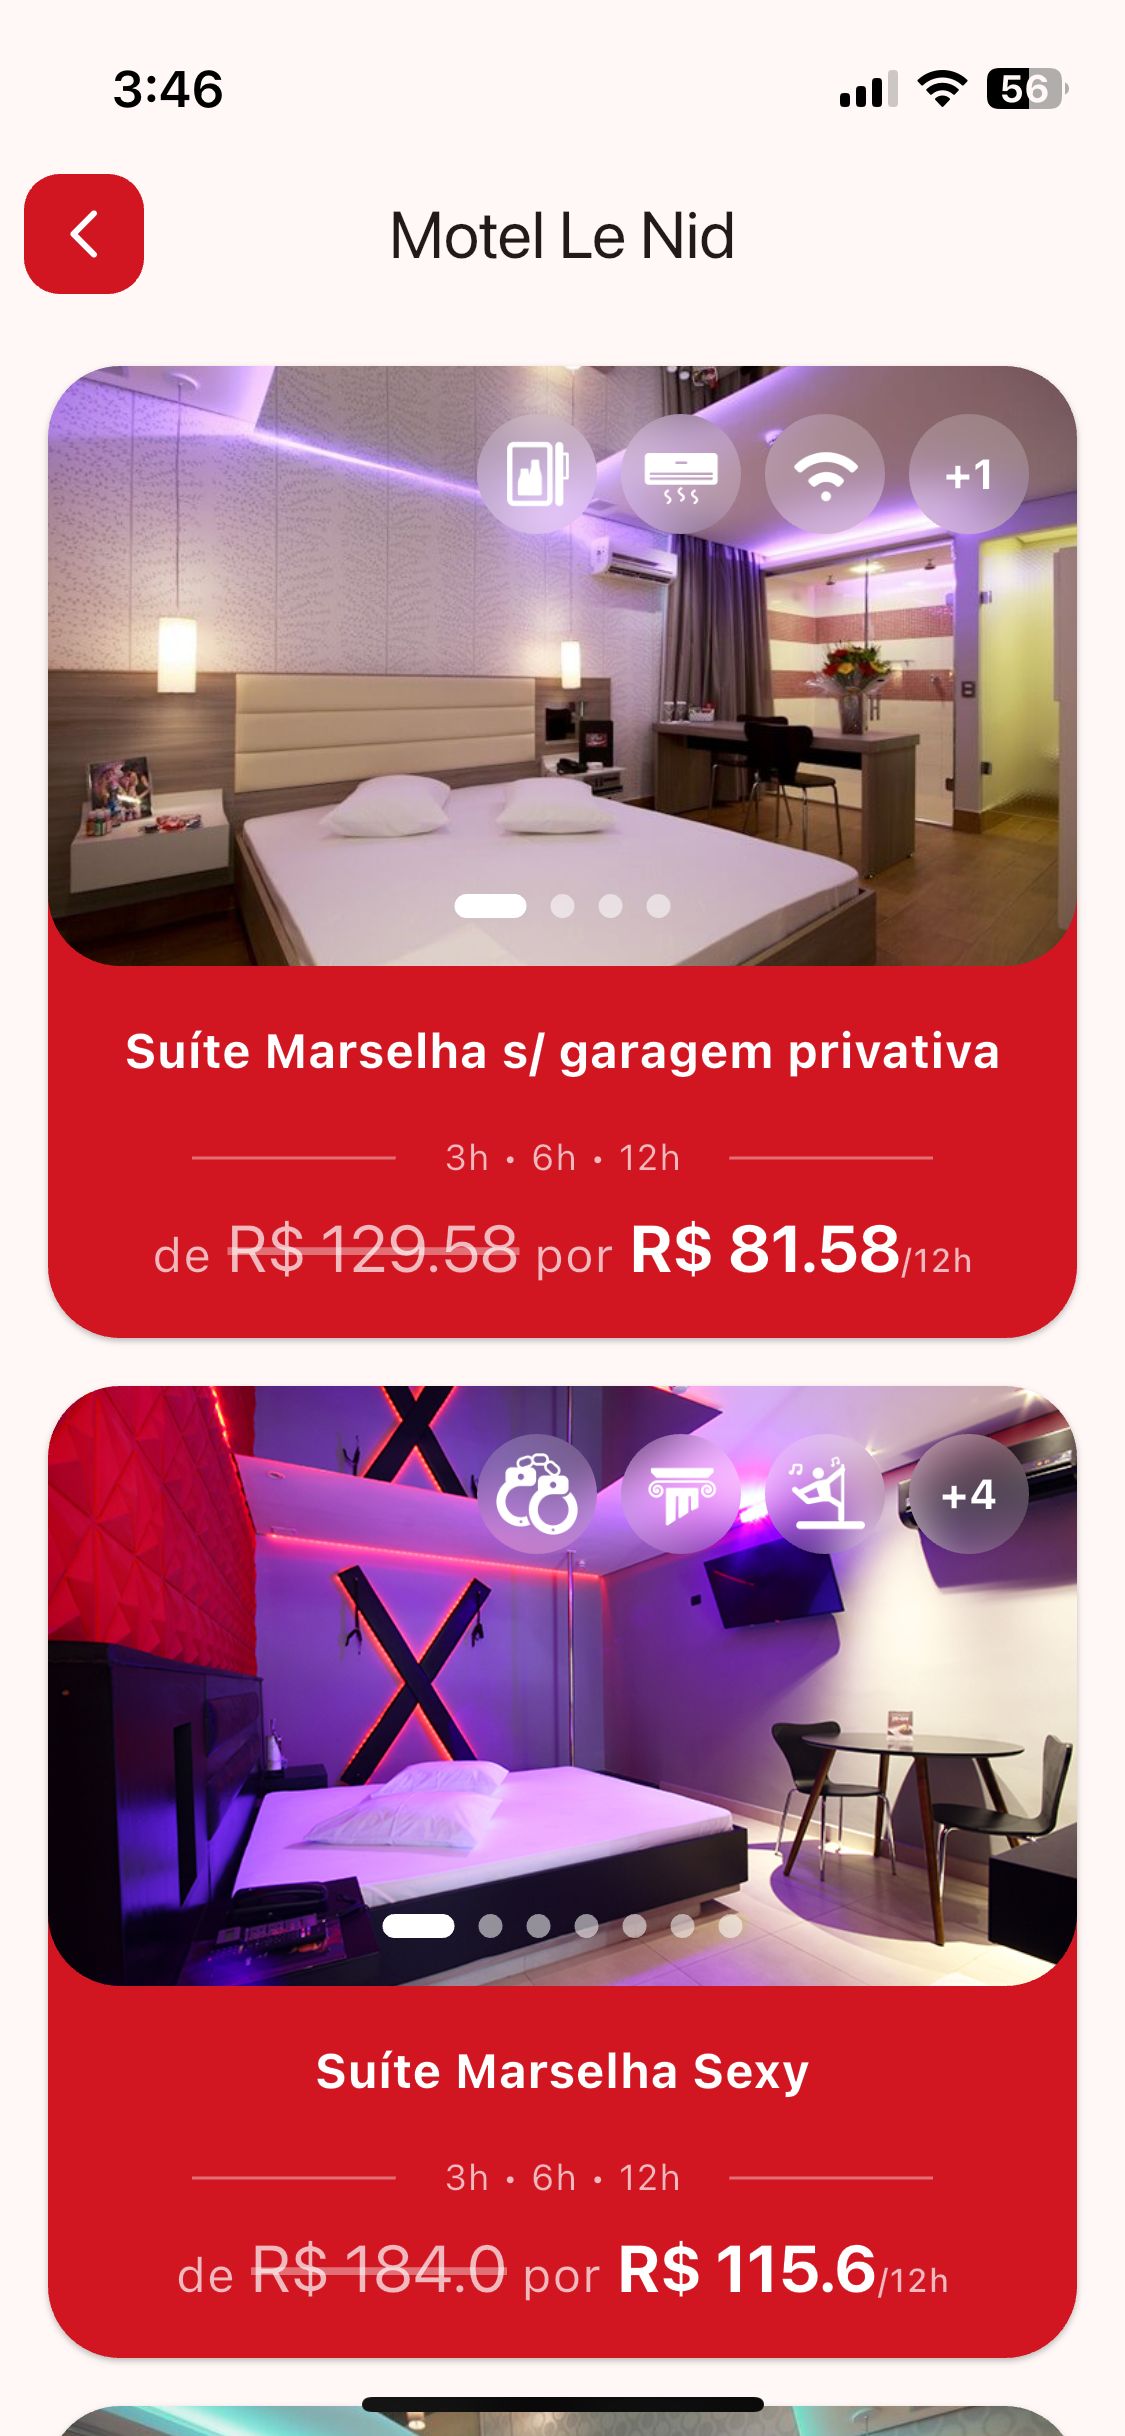 3:46
56
Motel Le Nid
+1
Suíte Marselha s/ garagem privativa
3h • 6h • 12h
de R$ 129.58 por R$ 81.58/12h
+4
Suíte Marselha Sexy
3h • 6h • 12h
de R$ 184.0 por R$ 115.6/12h